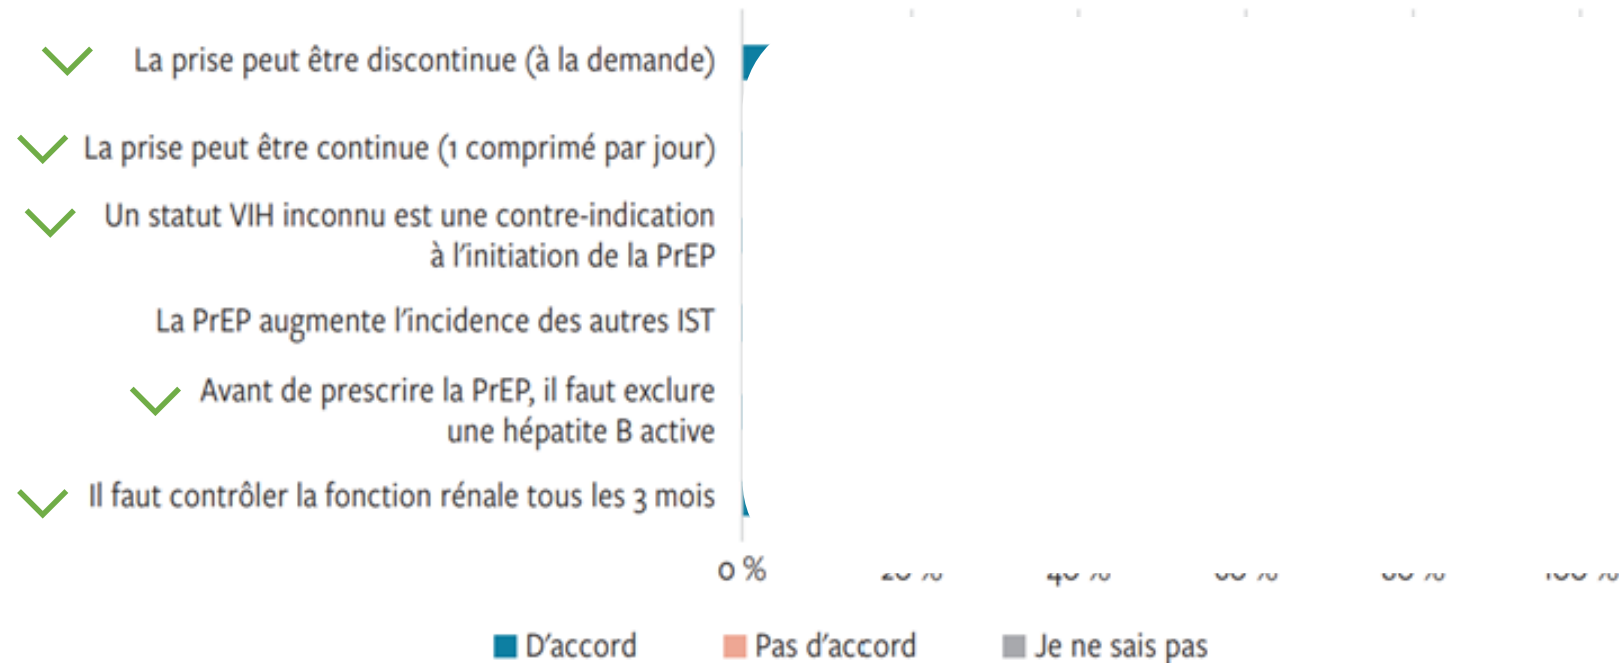 La prise peut être discontinue (à la demande)
La prise peut être continue (1 comprimé par jour)
Un statut VIH inconnu est une contre-indication
à l'initiation de la PrEP
La PrEP augmente l'incidence des autres IST
Avant de prescrire la PrEP, il faut exclure
une hépatite B active
Il faut contrôler la fonction rénale tous les 3 mois
0 %
D'accord Pas d'accord Je ne sais pas